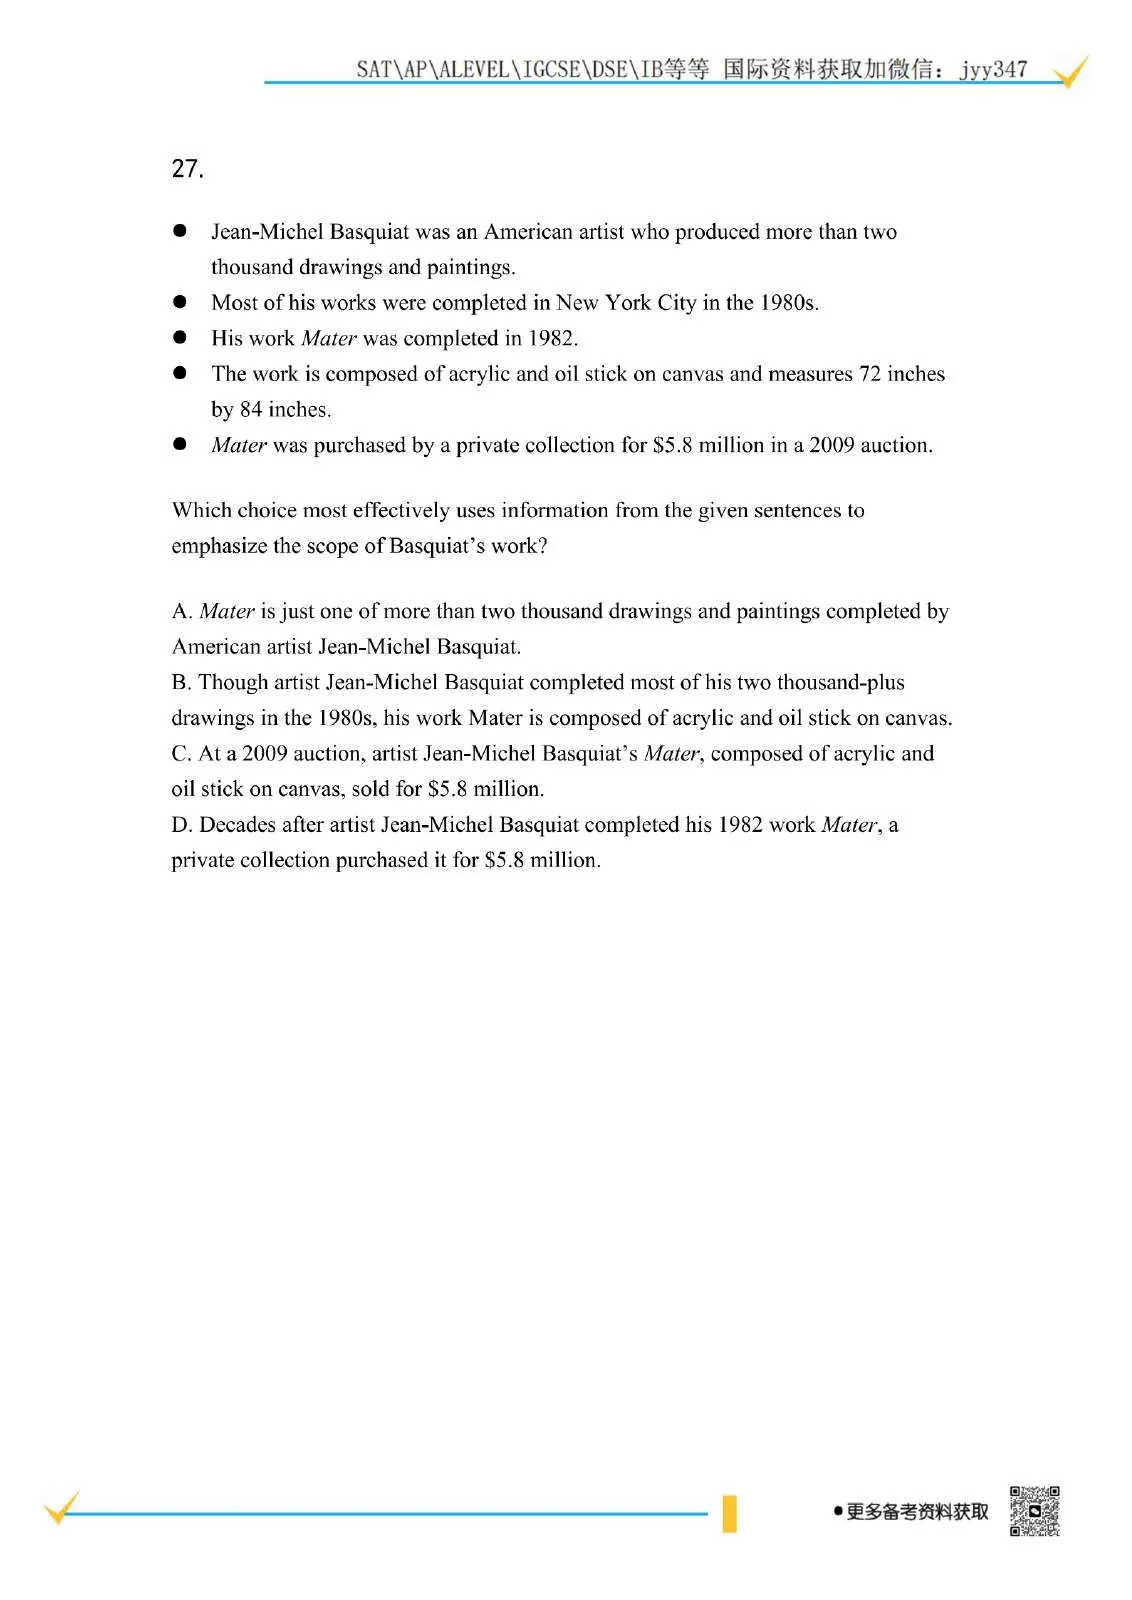 SAT\AP\ALEVEL\IGCSE\DSE\IB等等 国际资料获取加微信：jyy347
27.
● Jean-Michel Basquiat was an American artist who produced more than two
thousand drawings and paintings.
● Most of his works were completed in New York City in the 1980s.
● His work Mater was completed in 1982.
● The work is composed of acrylic and oil stick on canvas and measures 72 inches
by 84 inches.
● Mater was purchased by a private collection for $5.8 million in a 2009 auction.
Which choice most effectively uses information from the given sentences to
emphasize the scope of Basquiat’s work?
A. Mater is just one of more than two thousand drawings and paintings completed by
American artist Jean-Michel Basquiat.
B. Though artist Jean-Michel Basquiat completed most of his two thousand-plus
drawings in the 1980s, his work Mater is composed of acrylic and oil stick on canvas.
C. At a 2009 auction, artist Jean-Michel Basquiat’s Mater, composed of acrylic and
oil stick on canvas, sold for $5.8 million.
D. Decades after artist Jean-Michel Basquiat completed his 1982 work Mater, a
private collection purchased it for $5.8 million.
●更多备考资料获取